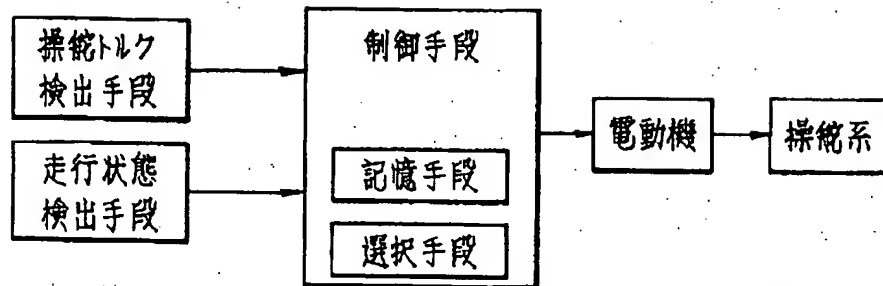 操舵トルク
検出手段
走行状態
検出手段
制御手段
記憶手段
選択手段
電動機
操舵系